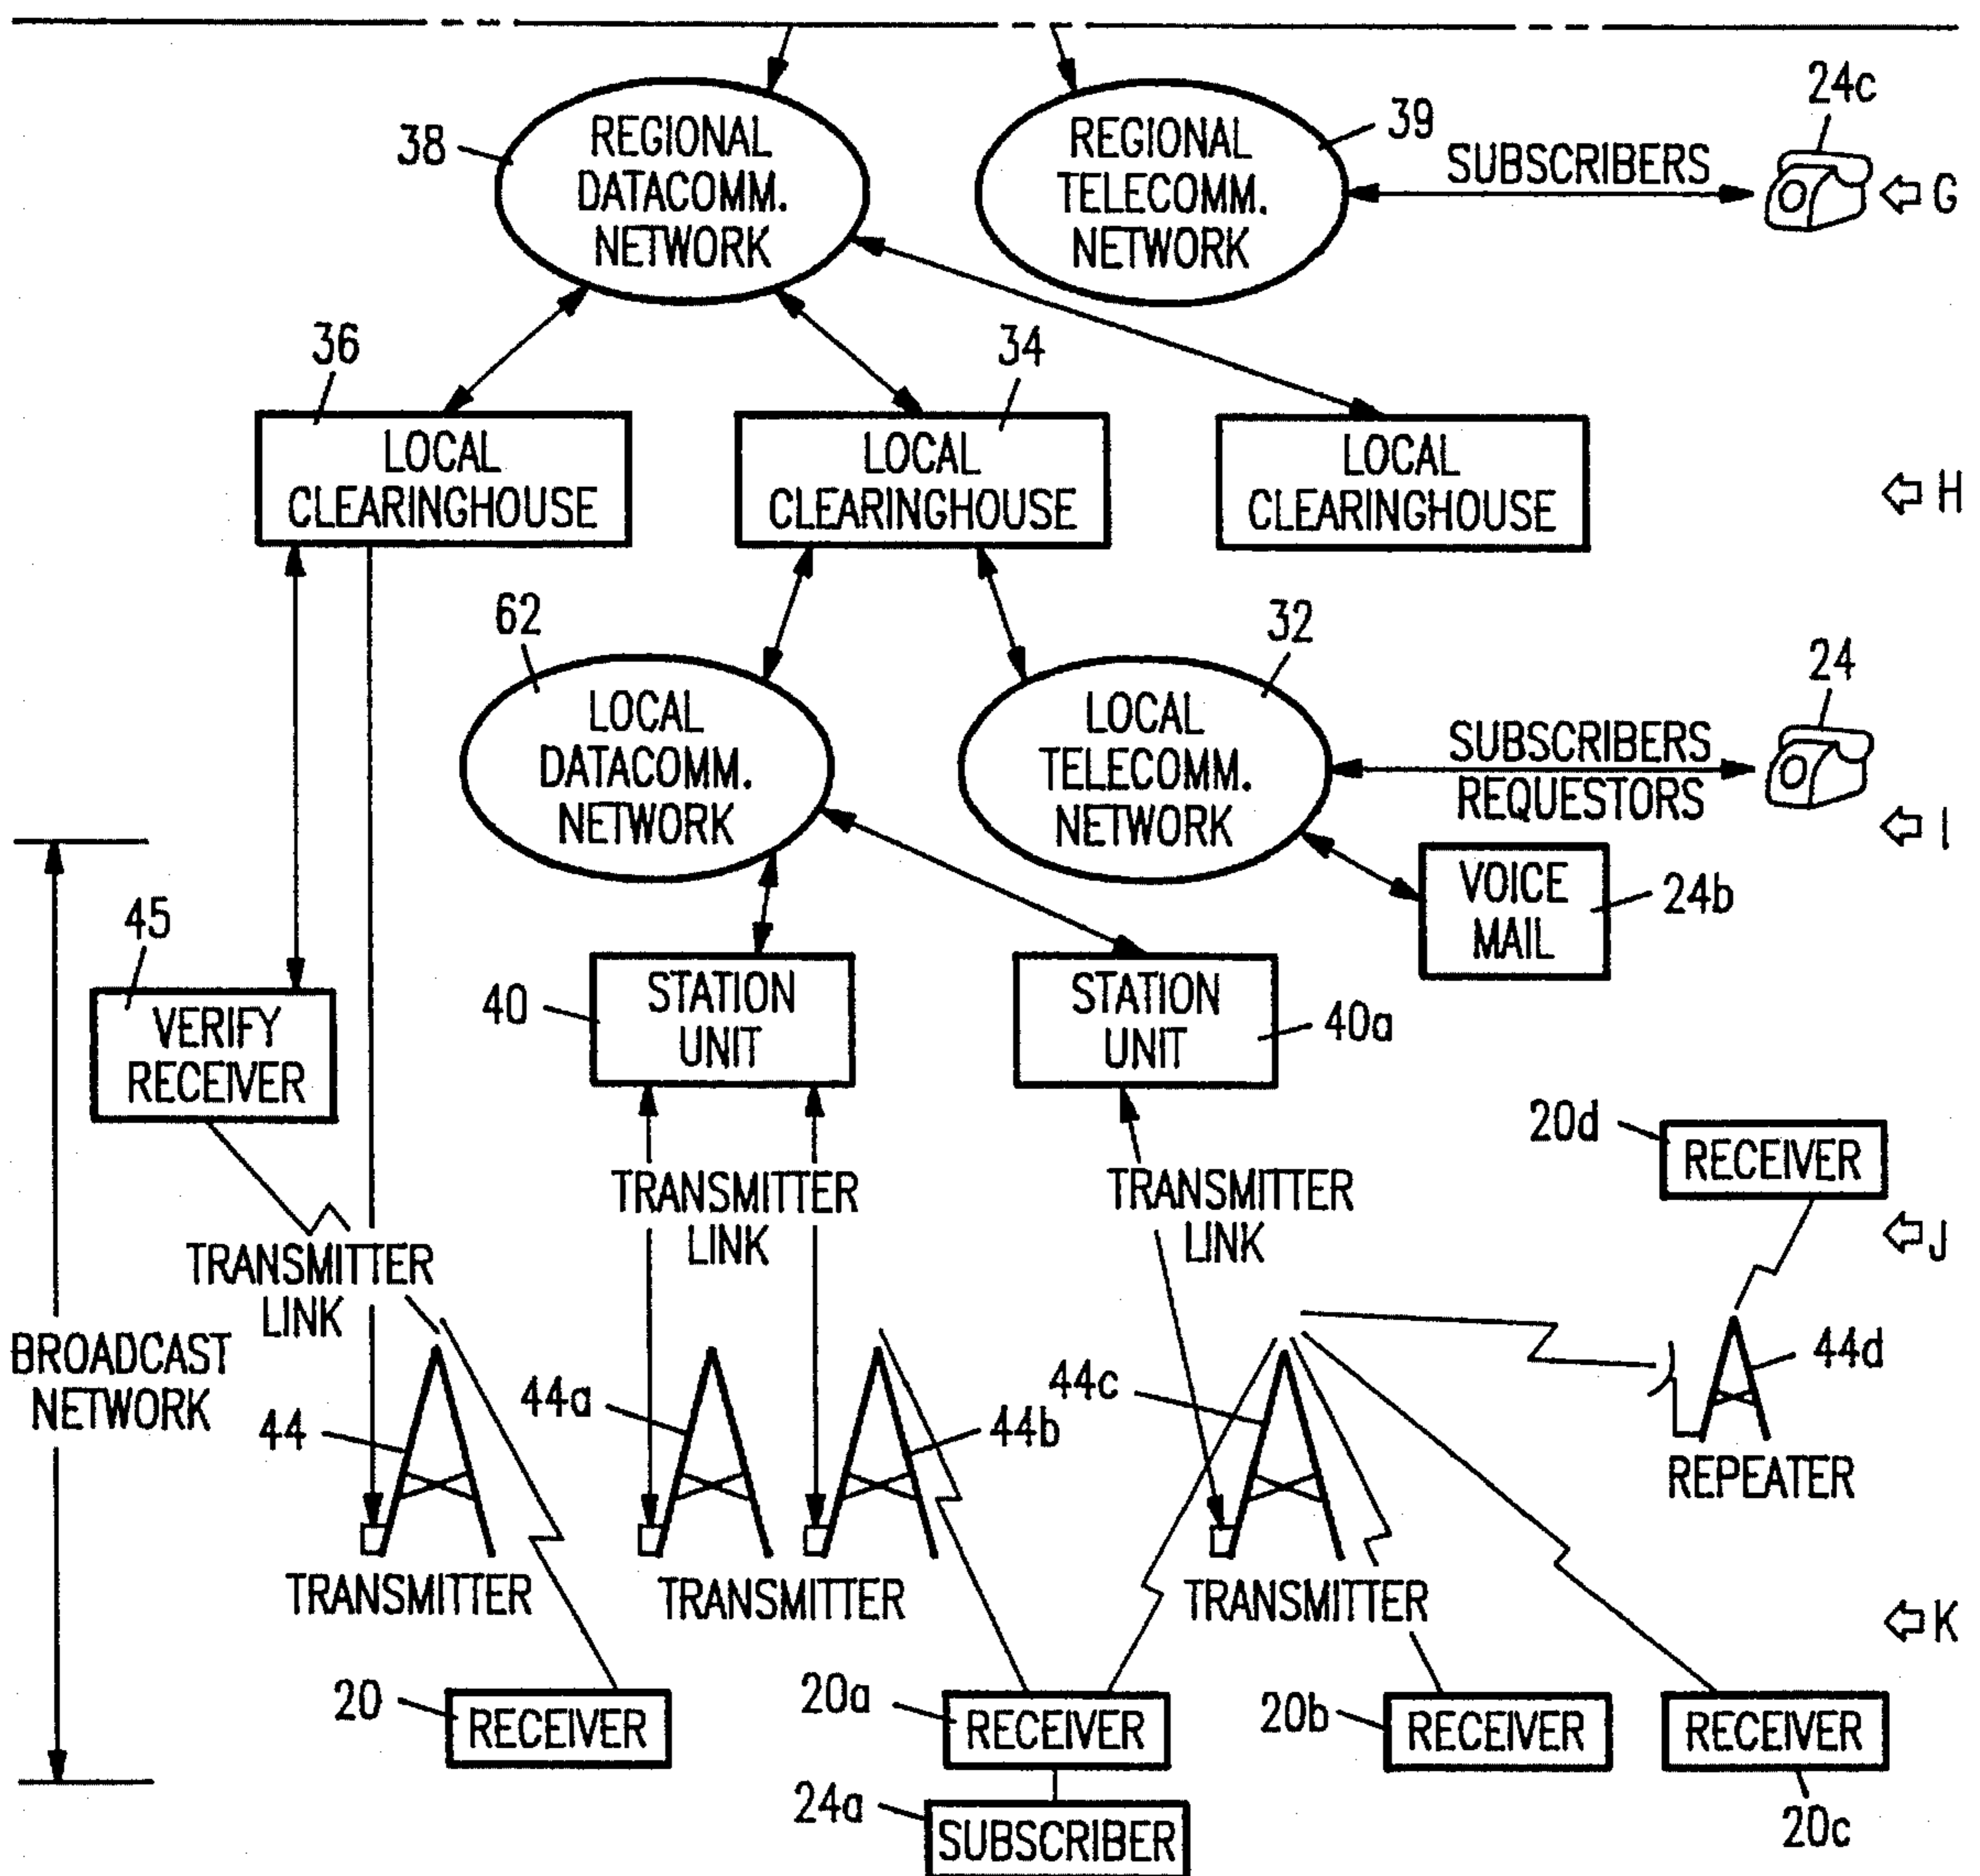 24c
38
REGIONAL
DATACOMM.
NETWORK
REGIONAL
TELECOMM.
NETWORK
39
SUBSCRIBERS
G
36
34
LOCAL
CLEARINGHOUSE
LOCAL
CLEARINGHOUSE
LOCAL
CLEARINGHOUSE
H
62
32
24
LOCAL
DATACOMM.
NETWORK
LOCAL
TELECOMM.
NETWORK
SUBSCRIBERS
REQUESTORS
I
VOICE
MAIL
24b
45
VERIFY
RECEIVER
40
STATION
UNIT
STATION
UNIT
40a
20d
RECEIVER
TRANSMITTER
LINK
TRANSMITTER
LINK
TRANSMITTER
LINK
J
BROADCAST
NETWORK
44
44a
44b
44c
44d
REPEATER
TRANSMITTER
TRANSMITTER
TRANSMITTER
K
20
RECEIVER
20a
RECEIVER
20b
RECEIVER
RECEIVER
20c
24a
SUBSCRIBER